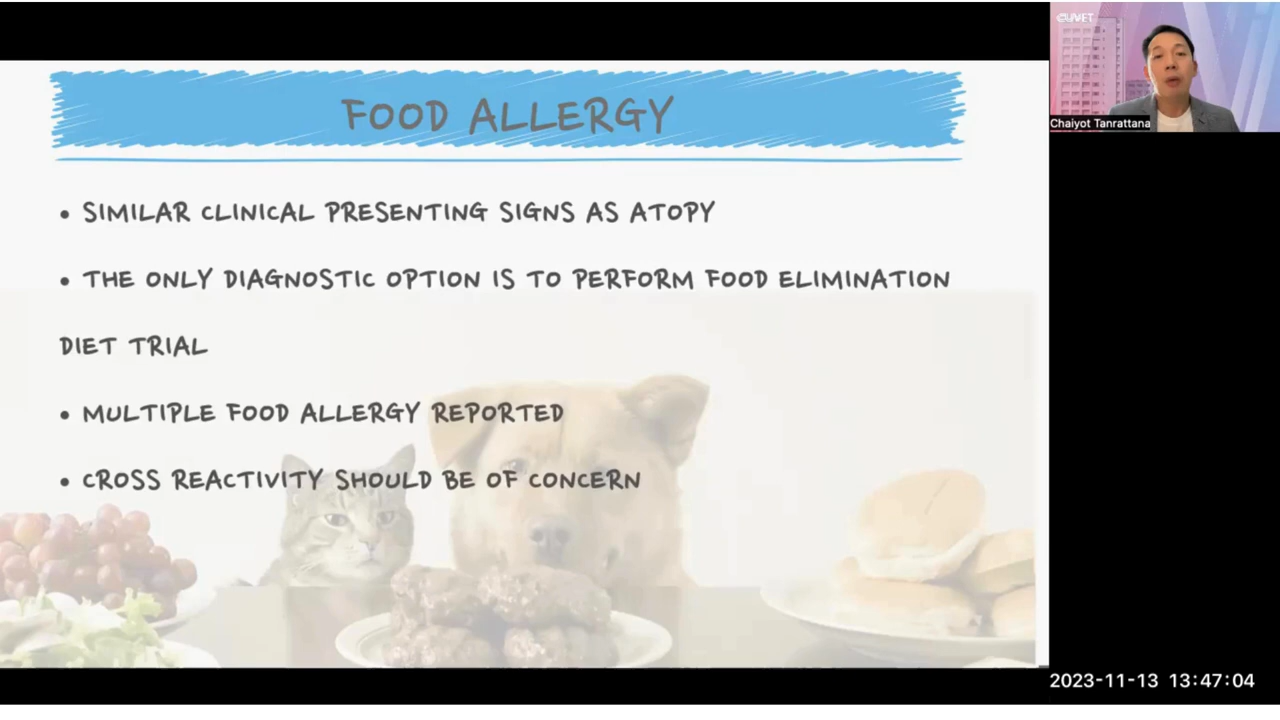 CUVET
Chaiyot Tanrattana
FOOD ALLERGY
• SIMILAR CLINICAL PRESENTING SIGNS AS ATOPY
• THE ONLY DIAGNOSTIC OPTION IS TO PERFORM FOOD ELIMINATION
DIET TRIAL
• MULTIPLE FOOD ALLERGY REPORTED
• CROSS REACTIVITY SHOULD BE OF CONCERN
2023-11-13 13:47:04